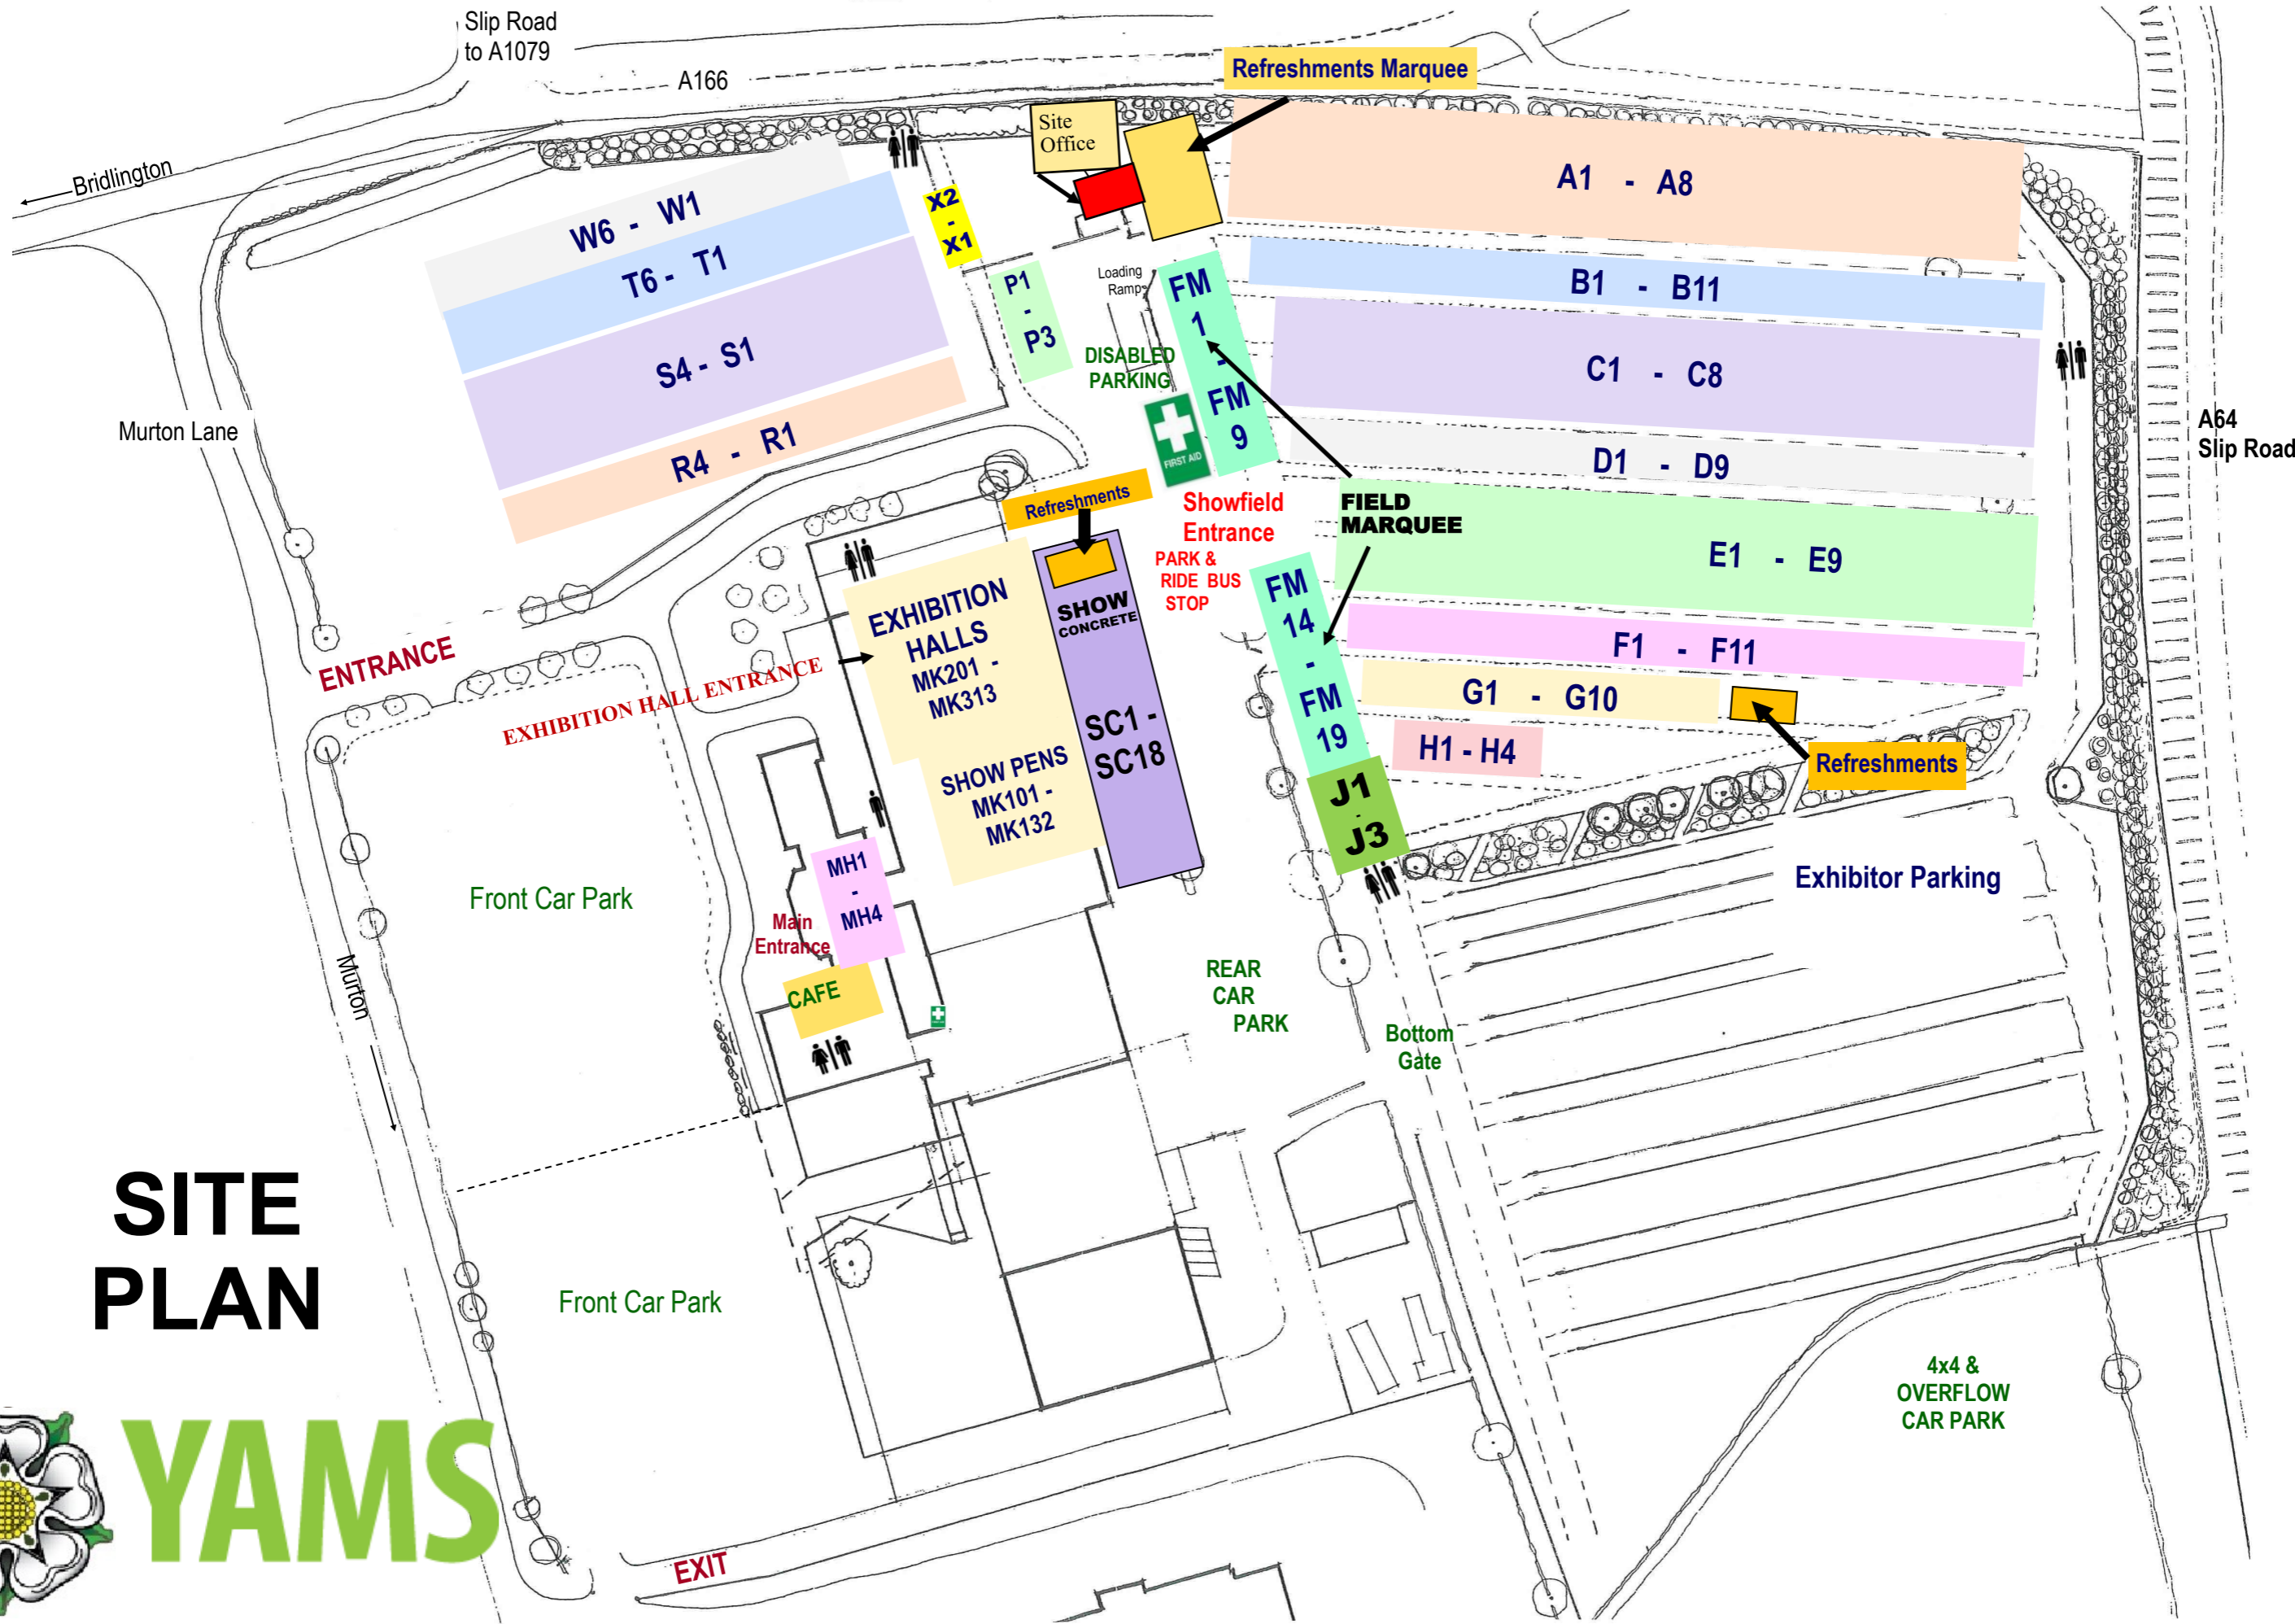 Slip Road
to A1079
A166
Refreshments Marquee
Site
Office
Bridlington
W6 - W1
T6 - T1
S4 - S1
R4 - R1
X2
-
X1
P1
-
P3
Loading
Ramp
DISABLED
PARKING
FIRST AID
FM
1
-
FM
9
A1 - A8
B1 - B11
C1 - C8
D1 - D9
E1 - E9
F1 - F11
G1 - G10
H1 - H4
A64
Slip Road
Murton Lane
Refreshments
Showfield
Entrance
PARK &
RIDE BUS
STOP
FIELD
MARQUEE
FM
14
-
FM
19
J1
-
J3
Refreshments
ENTRANCE
EXHIBITION HALL ENTRANCE
EXHIBITION
HALLS
MK201 -
MK313
SHOW PENS
MK101 -
MK132
SHOW
CONCRETE
SC1 -
SC18
MH1
-
MH4
Main
Entrance
CAFE
Front Car Park
Murton
Exhibitor Parking
REAR
CAR
PARK
Bottom
Gate
SITE
PLAN
Front Car Park
4x4 &
OVERFLOW
CAR PARK
YAMS
EXIT